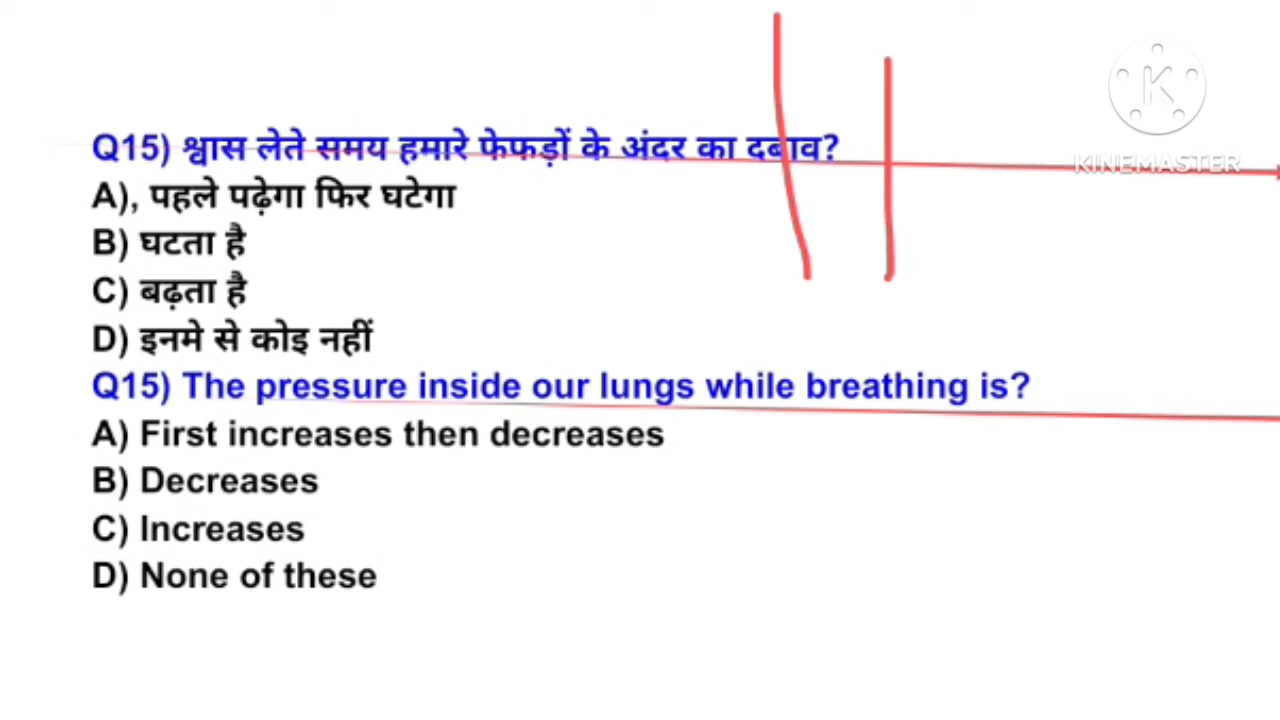 Q15) श्वास लेते समय हमारे फेफड़ों के अंदर का दबाव?
A), पहले पढ़ेगा फिर घटेगा
B) घटता है
C) बढ़ता है
D) इनमे से कोइ नहीं
Q15) The pressure inside our lungs while breathing is?
A) First increases then decreases
B) Decreases
C) Increases
D) None of these
K
KINEMASTER